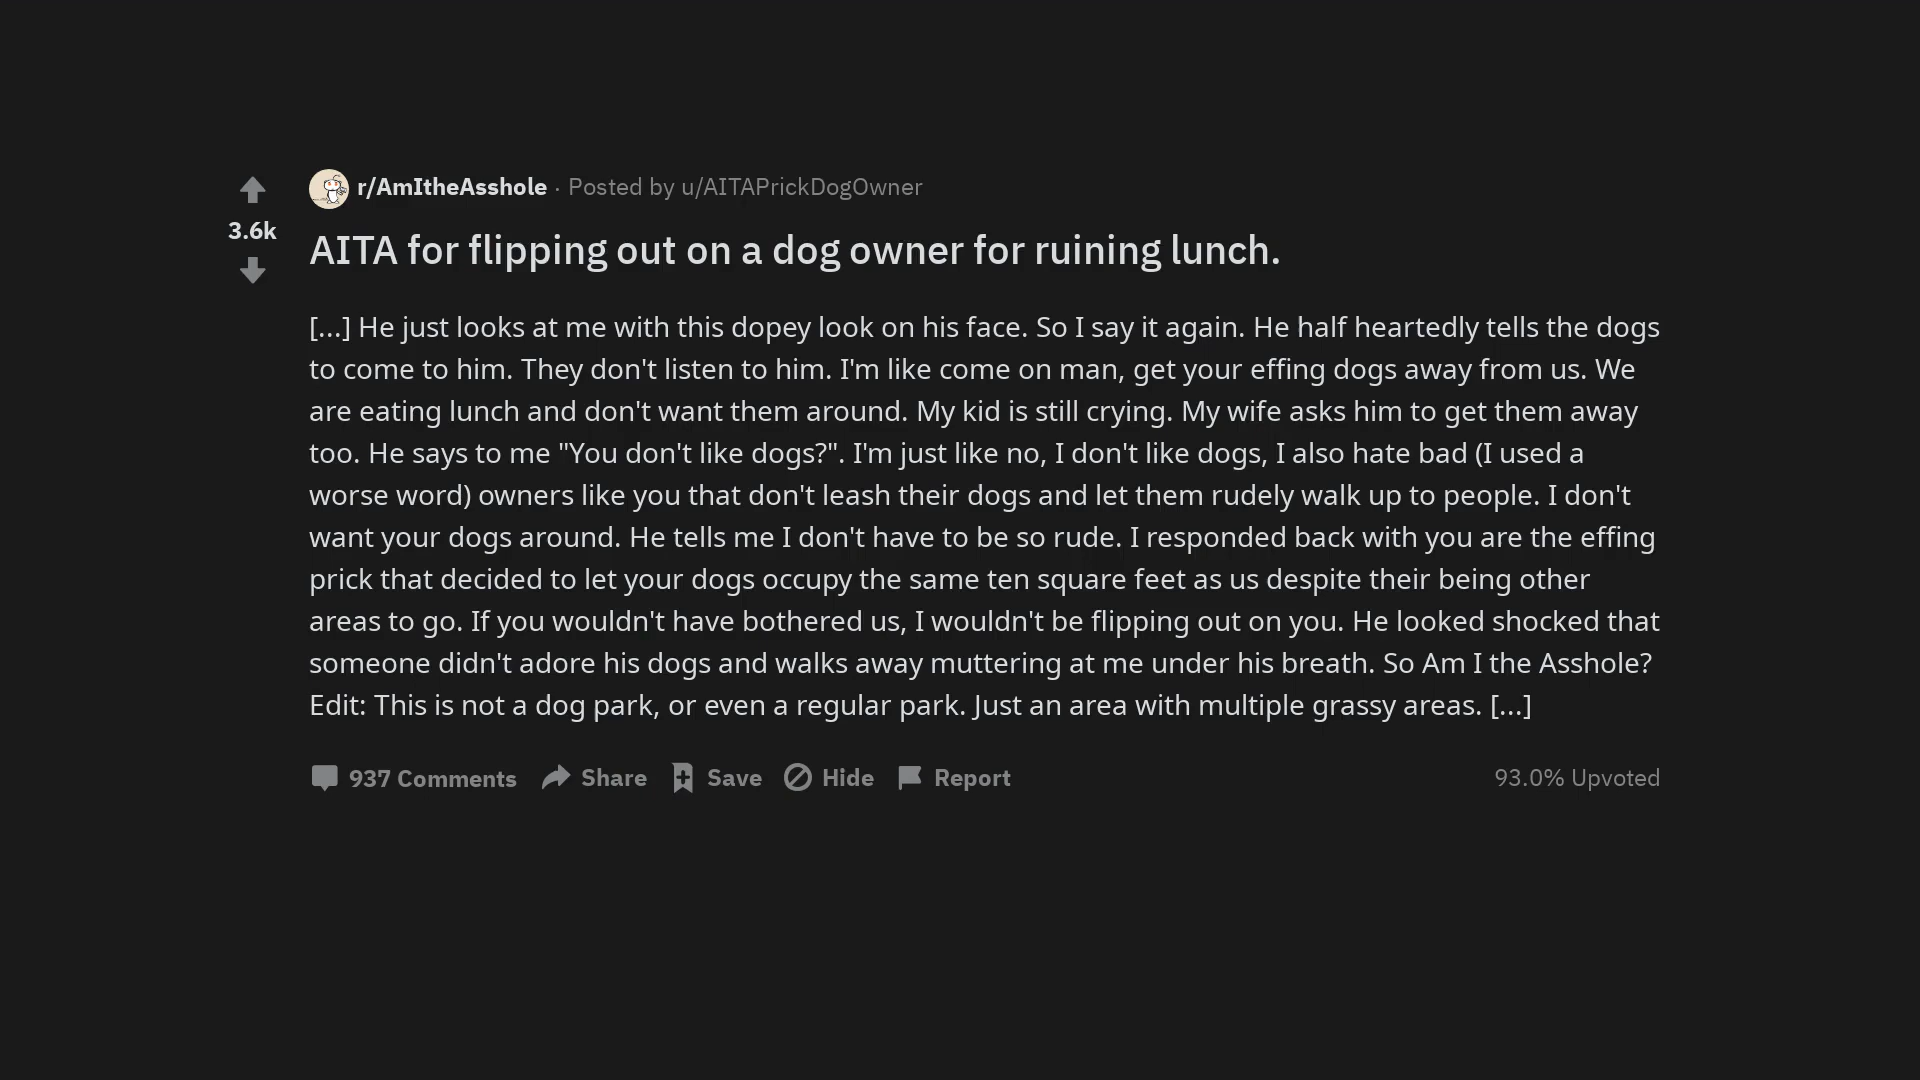 r/AmItheAsshole · Posted by u/AITAPrickDogOwner
3.6k
AITA for flipping out on a dog owner for ruining lunch.
[...] He just looks at me with this dopey look on his face. So I say it again. He half heartedly tells the dogs
to come to him. They don't listen to him. I'm like come on man, get your effing dogs away from us. We
are eating lunch and don't want them around. My kid is still crying. My wife asks him to get them away
too. He says to me "You don't like dogs?". I'm just like no, I don't like dogs, I also hate bad (I used a
worse word) owners like you that don't leash their dogs and let them rudely walk up to people. I don't
want your dogs around. He tells me I don't have to be so rude. I responded back with you are the effing
prick that decided to let your dogs occupy the same ten square feet as us despite their being other
areas to go. If you wouldn't have bothered us, I wouldn't be flipping out on you. He looked shocked that
someone didn't adore his dogs and walks away muttering at me under his breath. So Am I the Asshole?
Edit: This is not a dog park, or even a regular park. Just an area with multiple grassy areas. [...]
937 Comments Share Save Hide Report 93.0% Upvoted